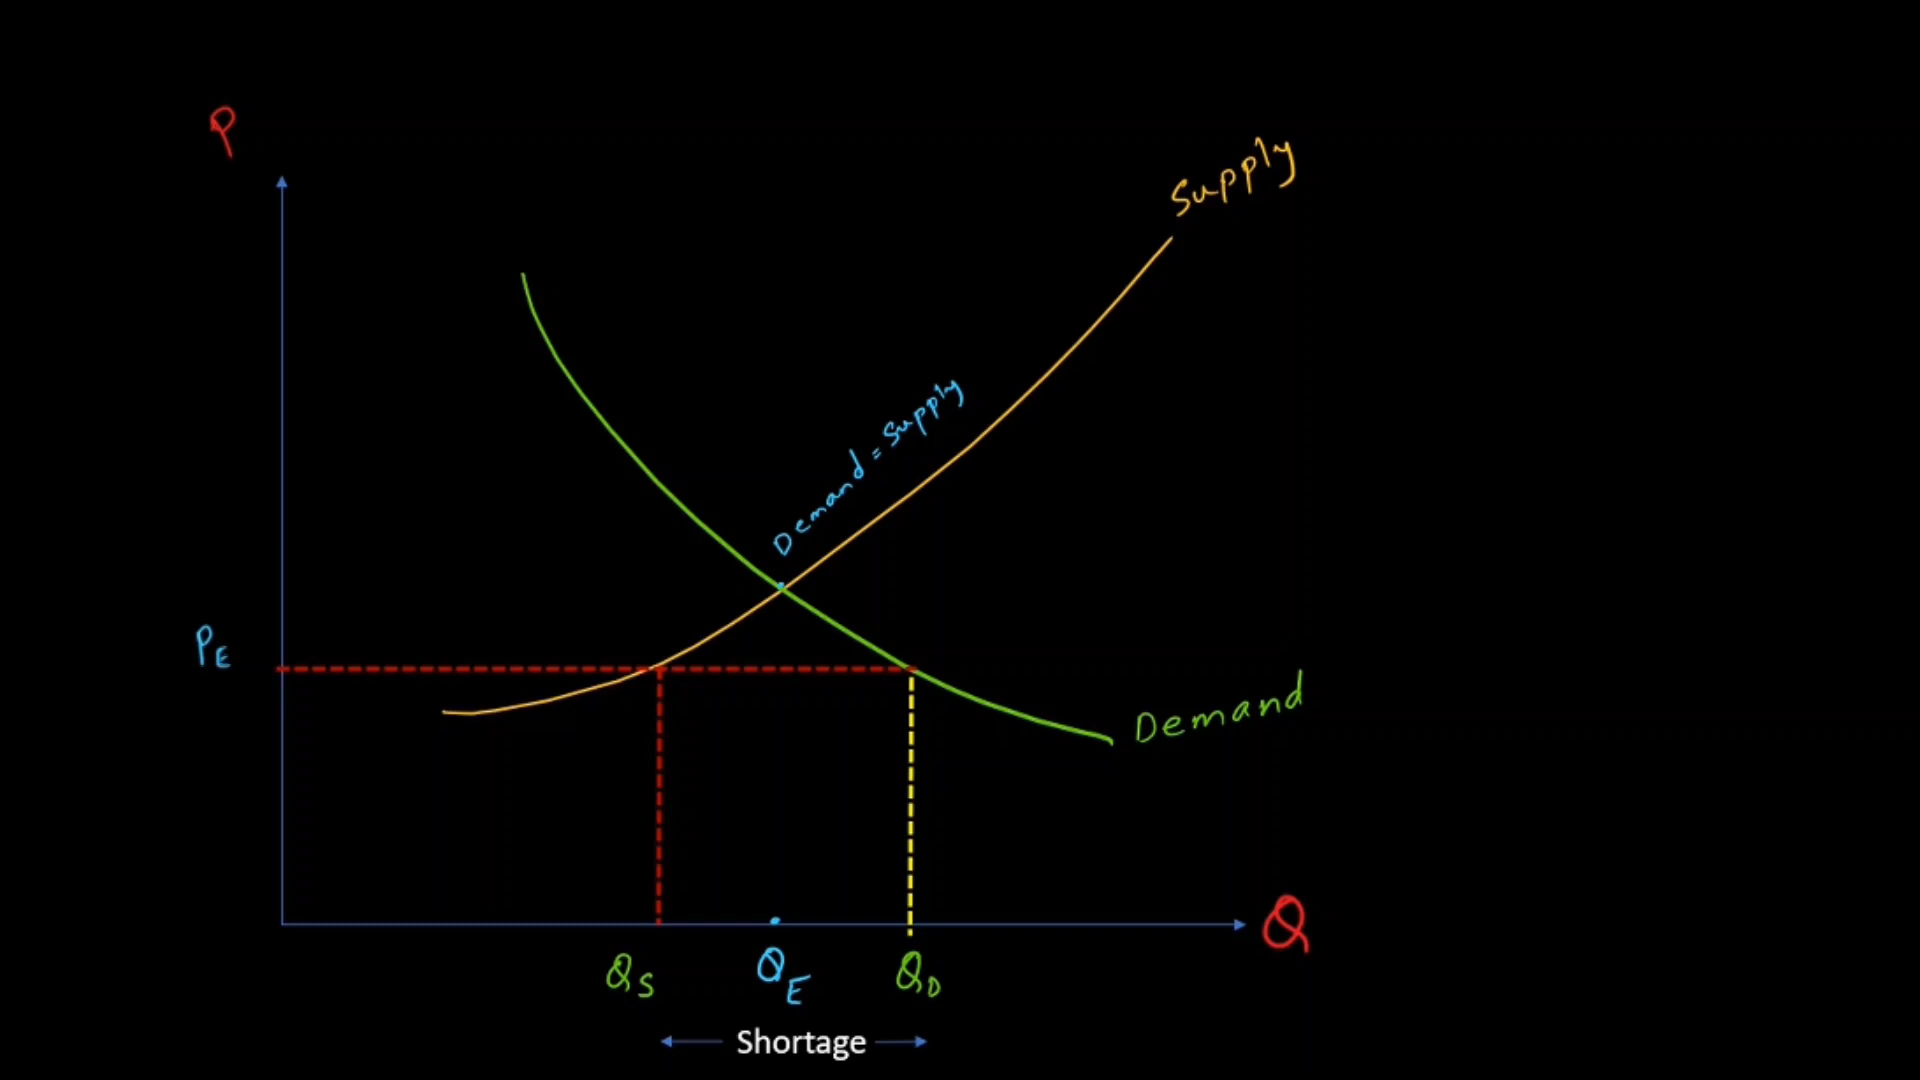 P
Supply
Demand = Supply
PE
Demand
Q
QS
QE
QD
Shortage